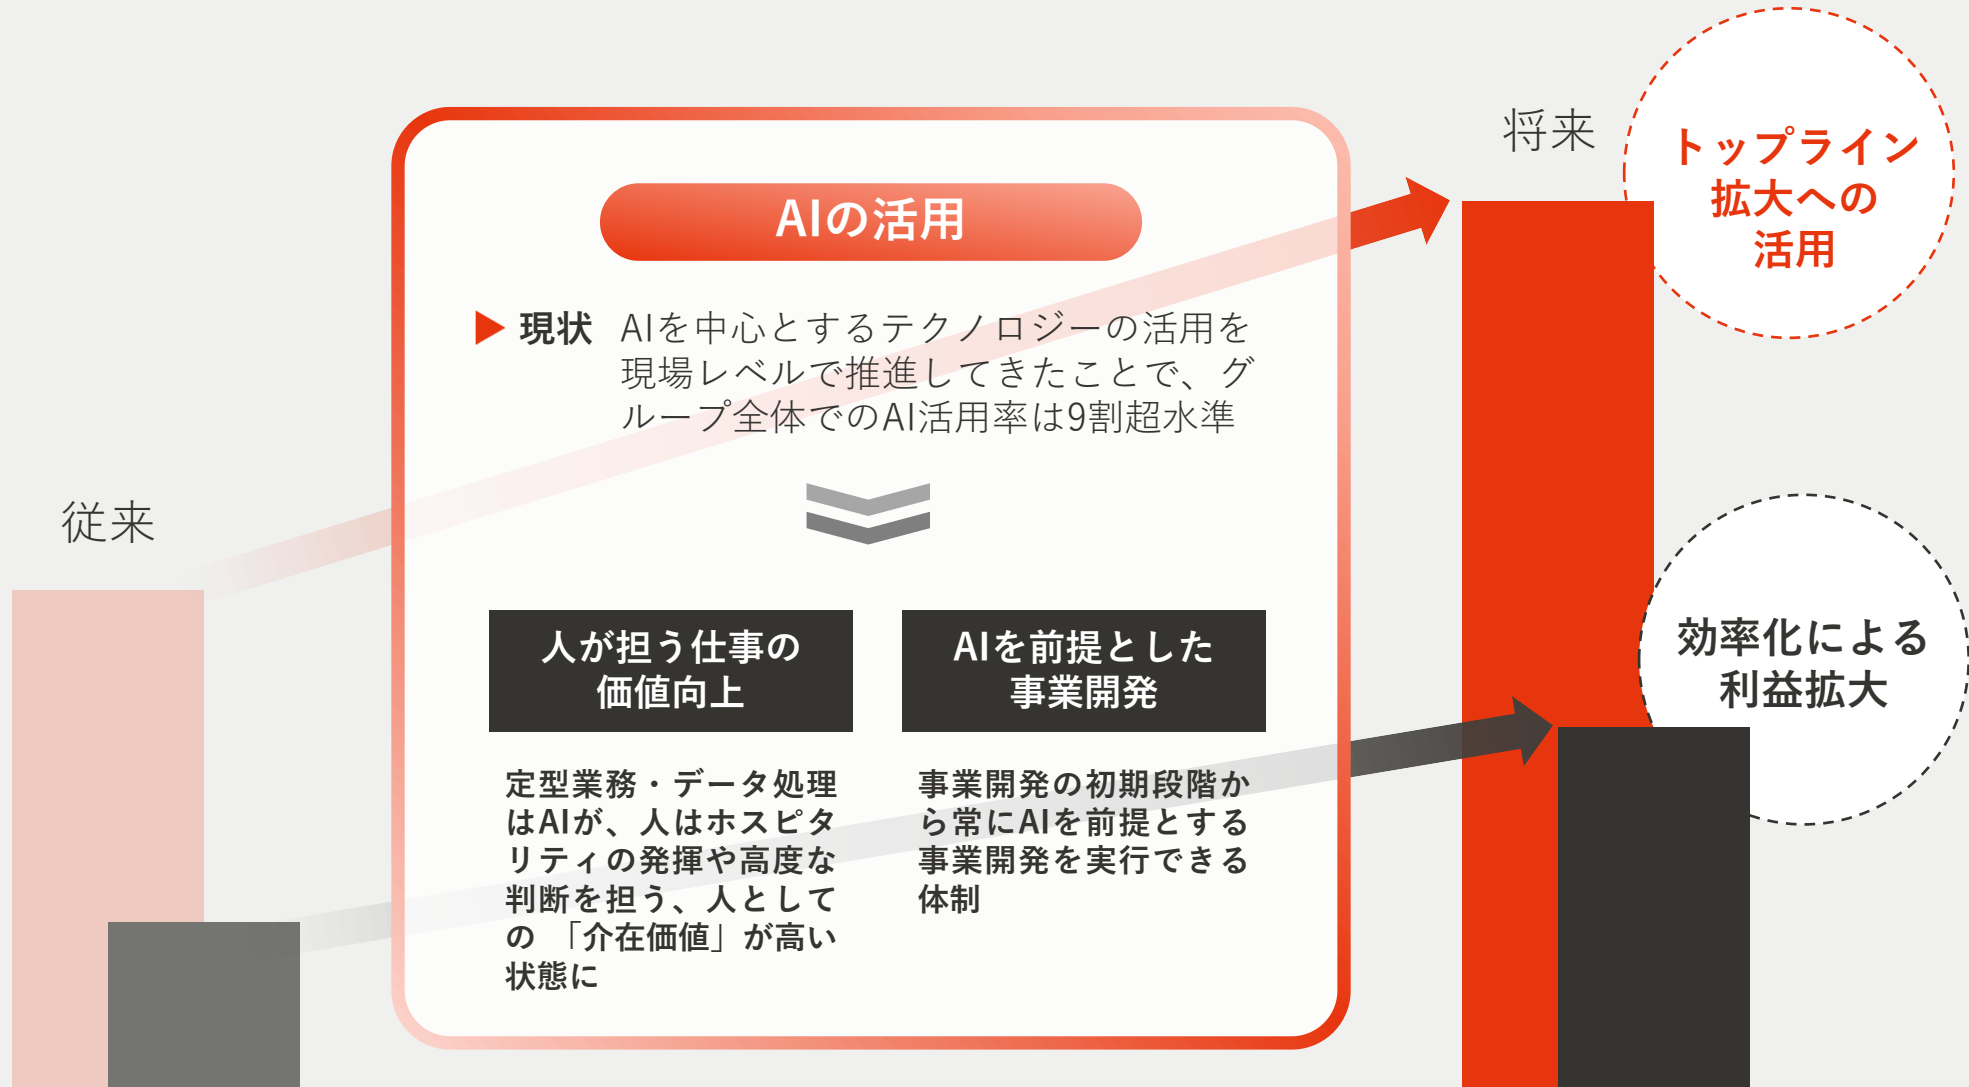 従来
AIの活用
現状
AIを中心とするテクノロジーの活用を
現場レベルで推進してきたことで、グ
ループ全体でのAI活用率は9割超水準
人が担う仕事の
価値向上
定型業務・データ処理
はAIが、人はホスピタ
リティの発揮や高度な
判断を担う、人として
の 「介在価値」が高い
状態に
AIを前提とした
事業開発
事業開発の初期段階か
ら常にAIを前提とする
事業開発を実行できる
体制
将来
トップライン
拡大への
活用
効率化による
利益拡大